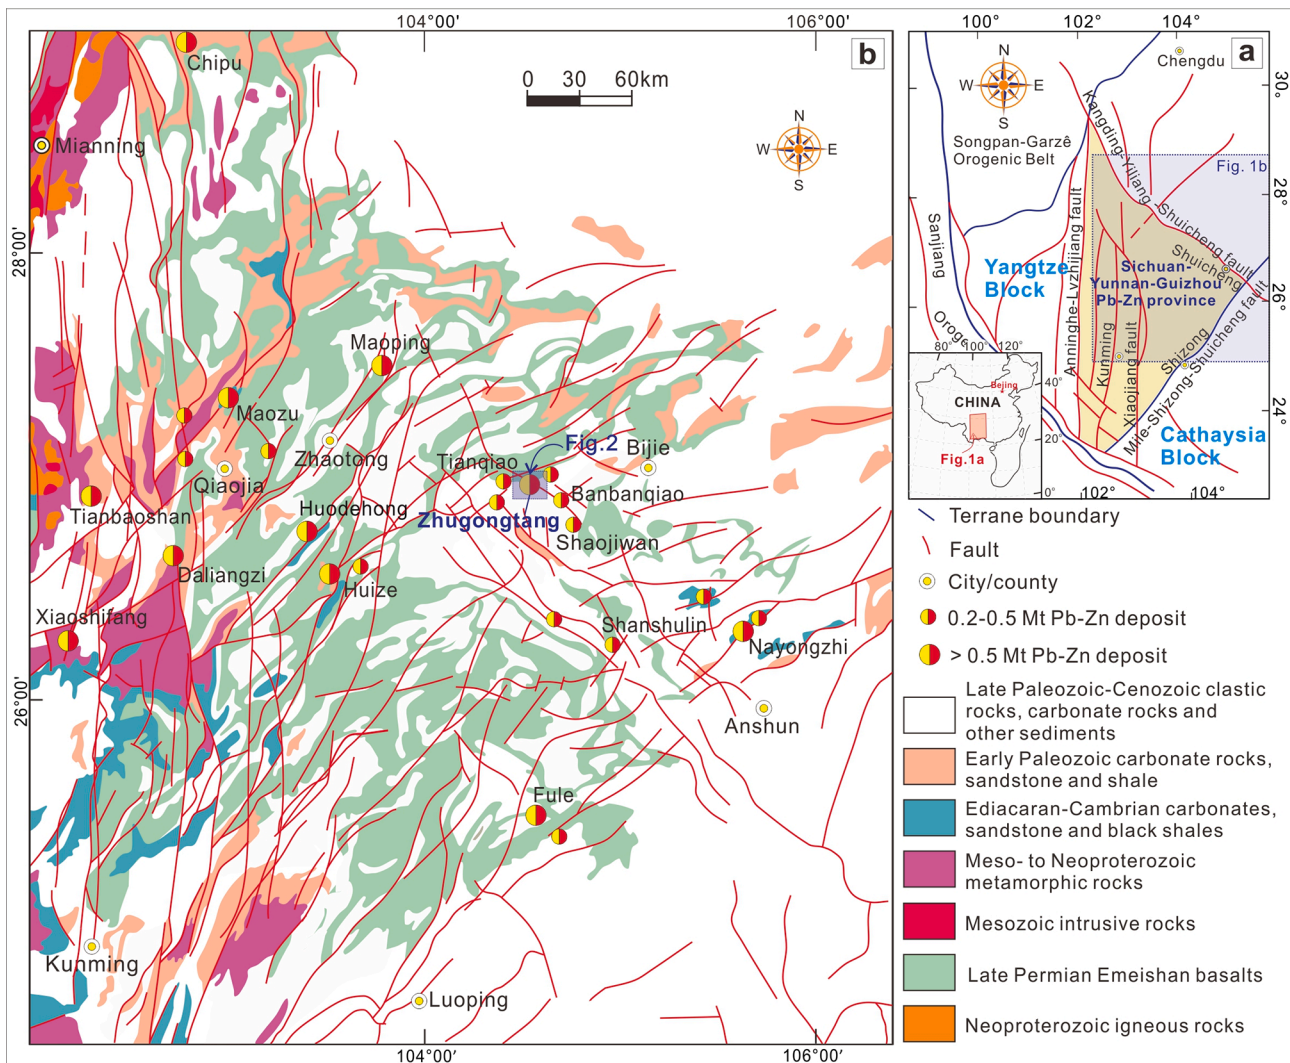 104°00′
106°00′
b
0 30 60km
N
W E
S
Chipu
Mianning
28°00′
26°00′
Maoping
Maozu
Zhaotong
Qiaojia
Tianbaoshan
Huodehong
Daliangzi
Huize
Xiaoshifang
Tianqiao
Fig.2
Bijie
Banbanqiao
Zhugongtang
Shaojiwan
Shanshulin
Nayongzhi
Anshun
Fule
Kunming
Luoping
104°00′
106°00′
100°
102°
104°
a
N
W E
S
Chengdu
30°
28°
26°
24°
Songpan-Garzê
Orogenic Belt
Kangding-Yiliang-Shuicheng fault
Fig. 1b
Sanjiang
Oroge
Yangtze
Block
Anninghe-Lvzhijiang fault
Sichuan-
Yunnan-Guizhou
Pb-Zn province
Shuicheng
Kunming
Xiaojiang fault
Shizong
Mile-Shizong-Shuicheng fault
Cathaysia
Block
80° 100° 120°
40°
20°
0°
Bejing
CHINA
Fig.1a
102°
104°
Terrane boundary
Fault
City/county
0.2-0.5 Mt Pb-Zn deposit
> 0.5 Mt Pb-Zn deposit
Late Paleozoic-Cenozoic clastic
rocks, carbonate rocks and
other sediments
Early Paleozoic carbonate rocks,
sandstone and shale
Ediacaran-Cambrian carbonates,
sandstone and black shales
Meso- to Neoproterozoic
metamorphic rocks
Mesozoic intrusive rocks
Late Permian Emeishan basalts
Neoproterozoic igneous rocks